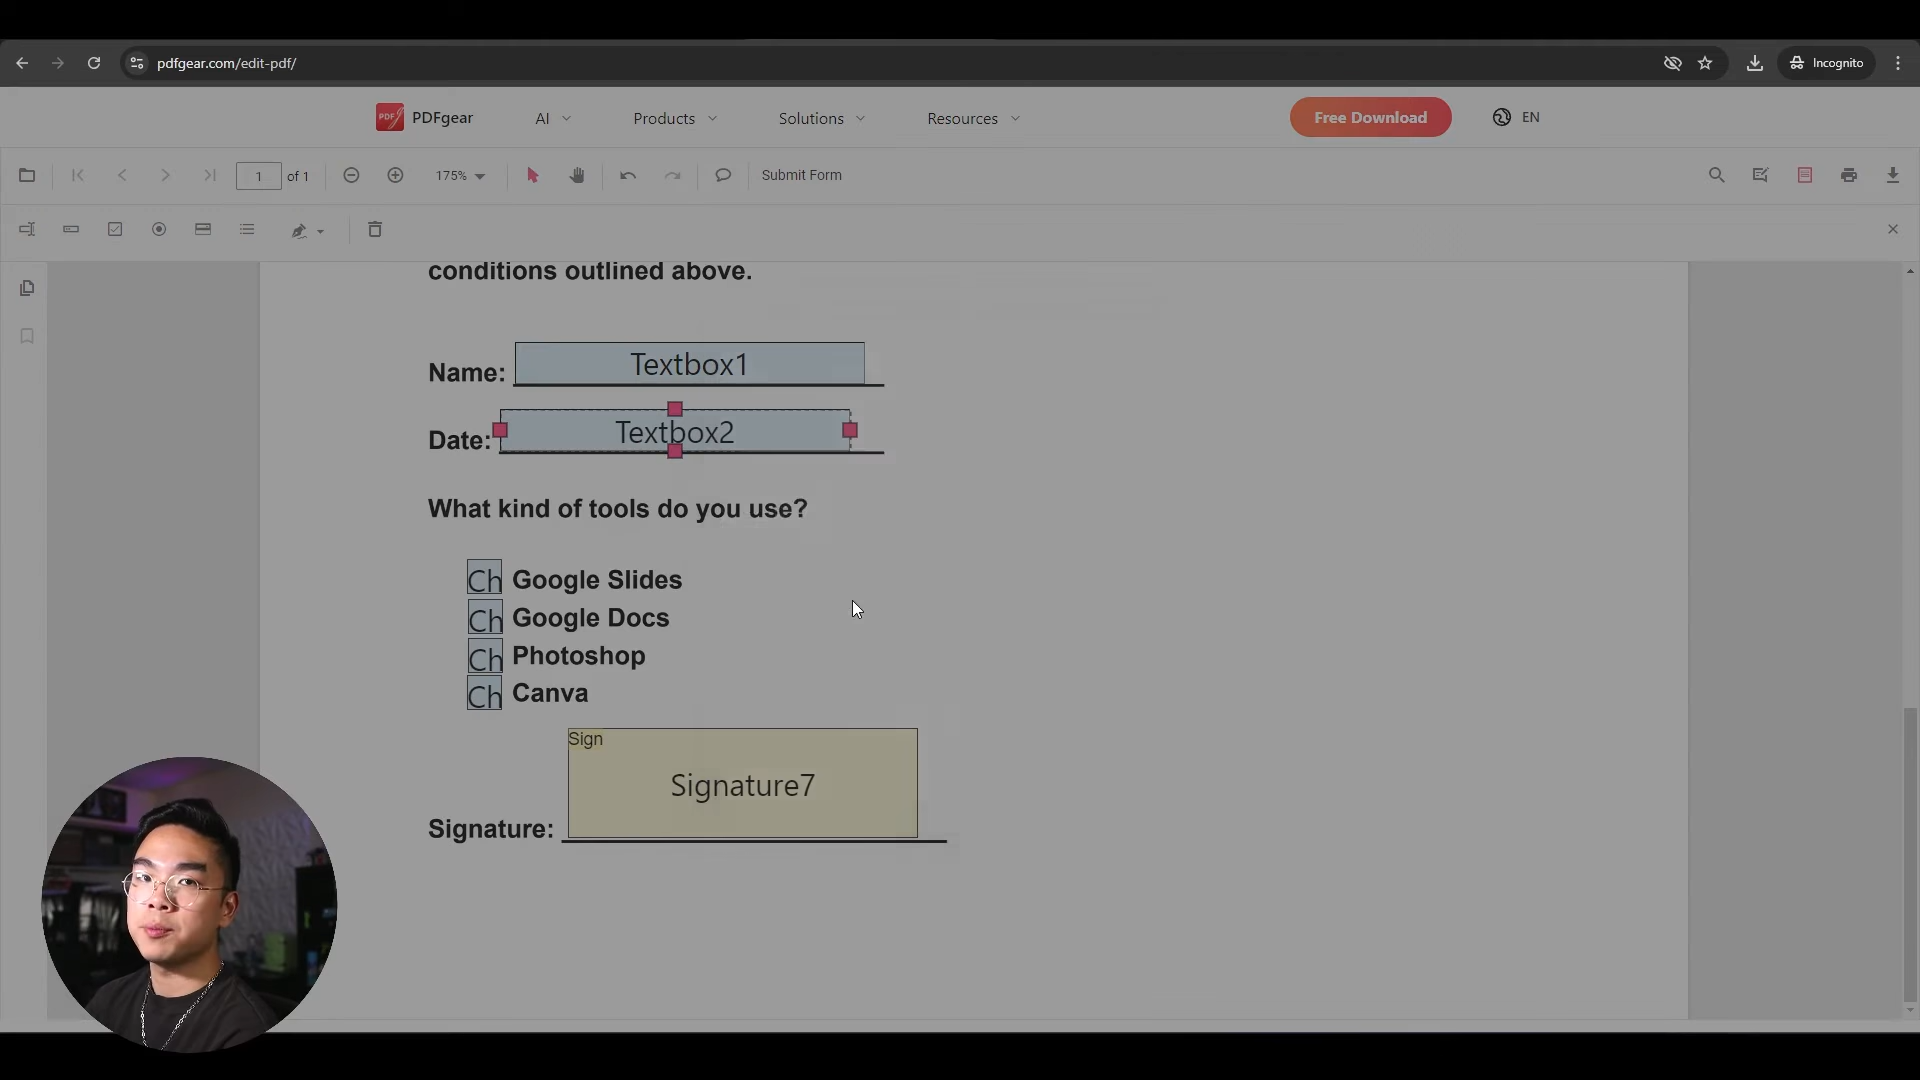 pdfgear.com/edit-pdf/
Incognito
PDF
PDFgear
AI
Products
Solutions
Resources
Free Download
EN
1
of 1
175%
Submit Form
conditions outlined above.
Name:
Textbox1
Date:
Textbox2
What kind of tools do you use?
Ch Google Slides
Ch Google Docs
Ch Photoshop
Ch Canva
Sign
Signature7
Signature: